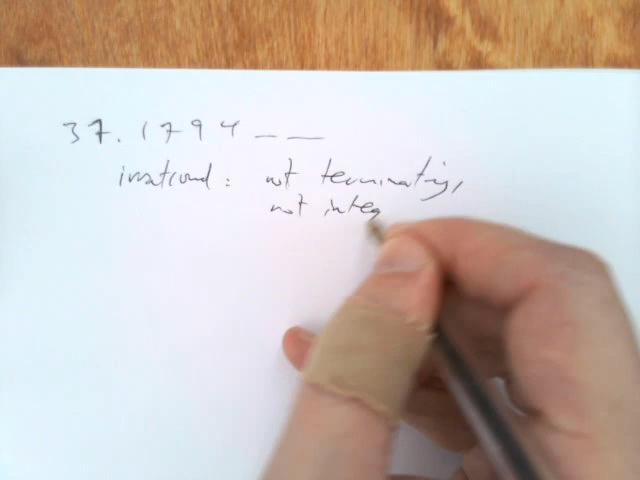 37.1794 _ _
irrational: not terminating,
not integ